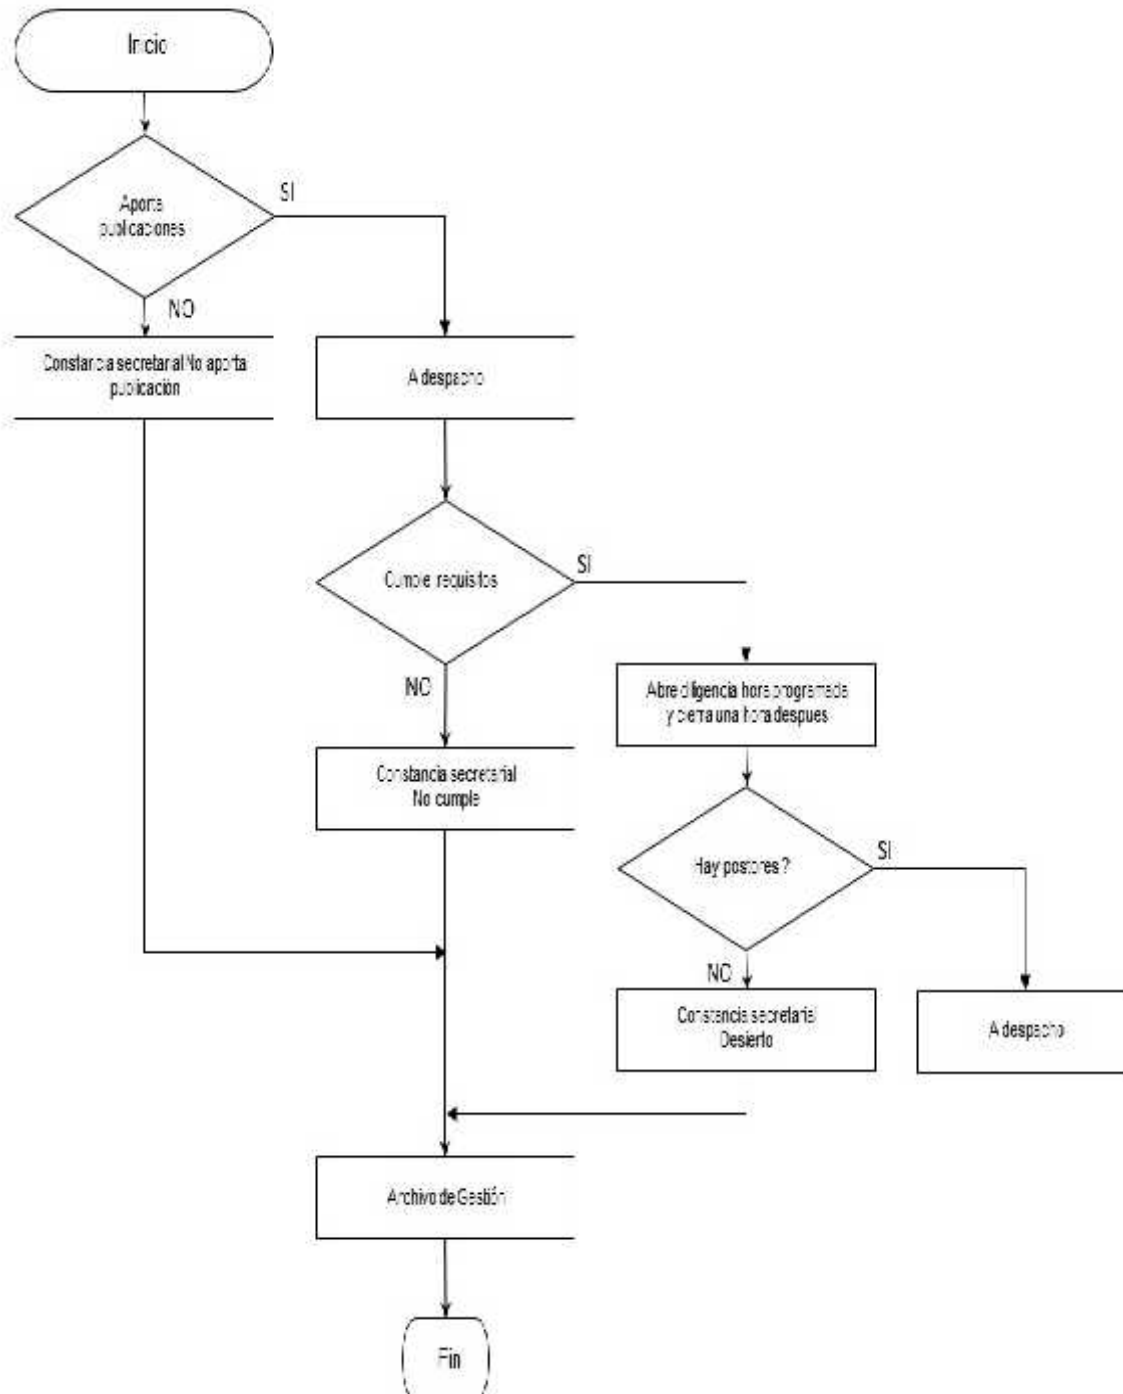 Inicio
Aporta
publicaciones
SI
NO
Constancia secretarial No aporta
publicación
A despacho
Cumple requisitos
SI
NO
Abre diligencia hora programada
y cierra una hora despues
Constancia secretarial
No cumple
Hay postores ?
SI
NO
Constancia secretarial
Desierto
A despacho
Archivo de Gestión
Fin